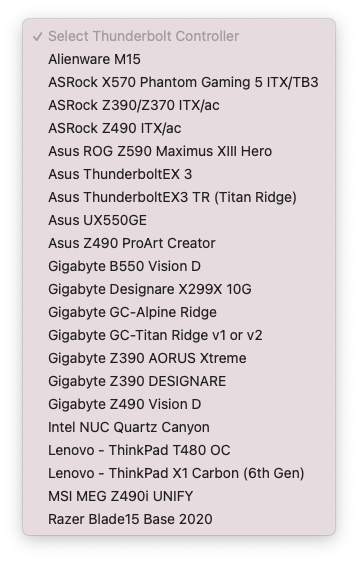 ✓ Select Thunderbolt Controller
Alienware M15
ASRock X570 Phantom Gaming 5 ITX/TB3
ASRock Z390/Z370 ITX/ac
ASRock Z490 ITX/ac
Asus ROG Z590 Maximus XIII Hero
Asus ThunderboltEX 3
Asus ThunderboltEX3 TR (Titan Ridge)
Asus UX550GE
Asus Z490 ProArt Creator
Gigabyte B550 Vision D
Gigabyte Designare X299X 10G
Gigabyte GC-Alpine Ridge
Gigabyte GC-Titan Ridge v1 or v2
Gigabyte Z390 AORUS Xtreme
Gigabyte Z390 DESIGNARE
Gigabyte Z490 Vision D
Intel NUC Quartz Canyon
Lenovo - ThinkPad T480 OC
Lenovo - ThinkPad X1 Carbon (6th Gen)
MSI MEG Z490i UNIFY
Razer Blade15 Base 2020